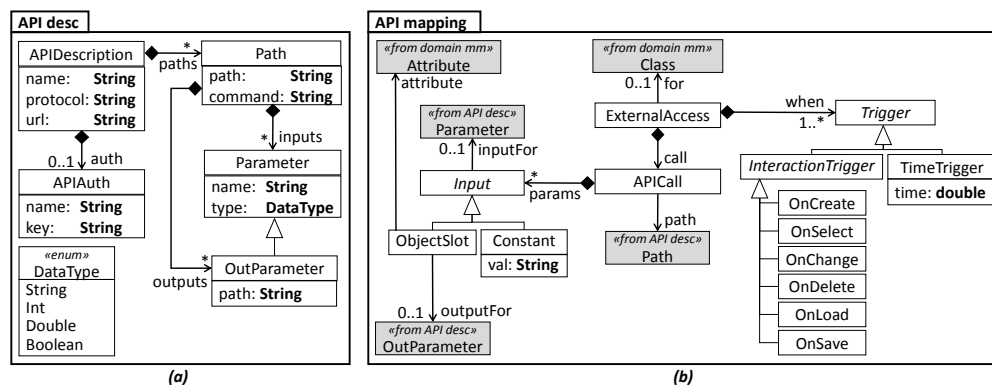 API desc
APIDescription
name: String
protocol: String
url: String
*
paths
Path
path: String
command: String
0..1
auth
* inputs
APIAuth
name: String
key: String
Parameter
name: String
type: DataType
«enum»
DataType
String
Int
Double
Boolean
*
outputs
OutParameter
path: String
(a)
API mapping
«from domain mm»
Attribute
attribute
«from domain mm»
Class
0..1
for
«from API desc»
Parameter
0..1
inputFor
ExternalAccess
when
1..*
Trigger
call
Input
*
params
APICall
InteractionTrigger
TimeTrigger
time: double
ObjectSlot
Constant
val: String
path
«from API desc»
Path
OnCreate
OnSelect
OnChange
OnDelete
OnLoad
OnSave
0..1
outputFor
«from API desc»
OutParameter
(b)